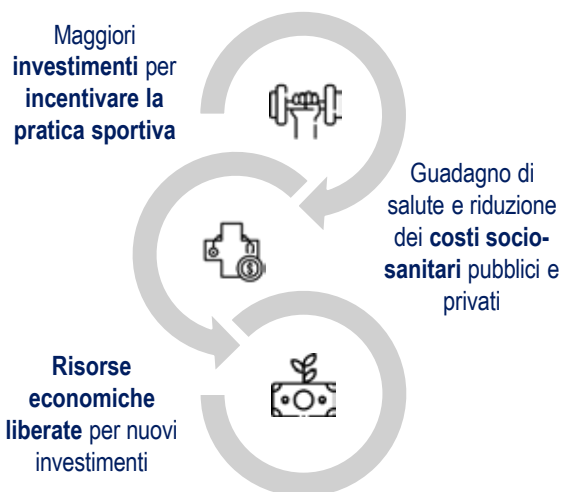 Maggiori
investimenti per
incentivare la
pratica sportiva
Guadagno di
salute e riduzione
dei costi socio-
sanitari pubblici e
privati
Risorse
economiche
liberate per nuovi
investimenti